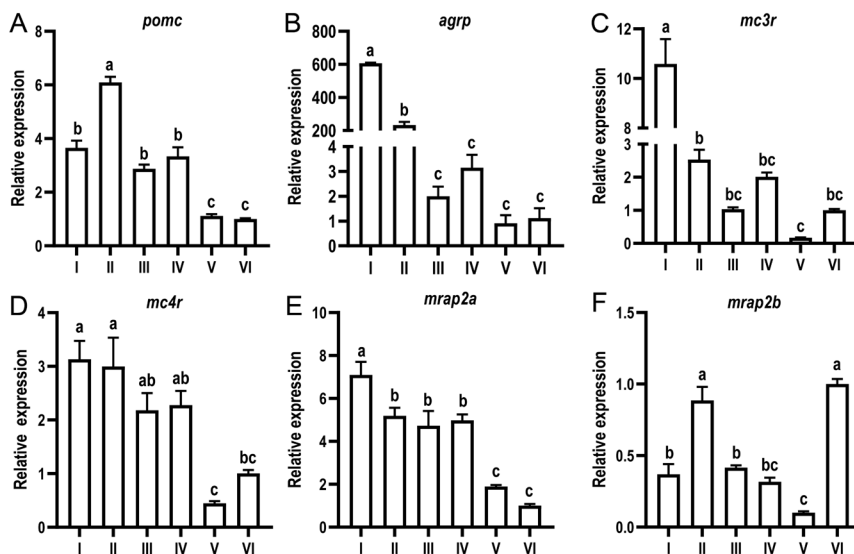 A
pomc
Relative expression
8
6
4
2
0
b
a
b
b
c
c
I
II
III
IV
V
VI
B
agrp
Relative expression
800
600
400
200
4
3
2
1
0
a
b
c
c
c
c
I
II
III
IV
V
VI
C
mc3r
Relative expression
12
10
8
3
2
1
0
a
b
bc
bc
c
bc
I
II
III
IV
V
VI
D
mc4r
Relative expression
4
3
2
1
0
a
a
ab
ab
c
bc
I
II
III
IV
V
VI
E
mrap2a
Relative expression
10
8
6
4
2
0
a
b
b
b
c
c
I
II
III
IV
V
VI
F
mrap2b
Relative expression
1.5
1.0
0.5
0.0
b
a
b
bc
c
a
I
II
III
IV
V
VI